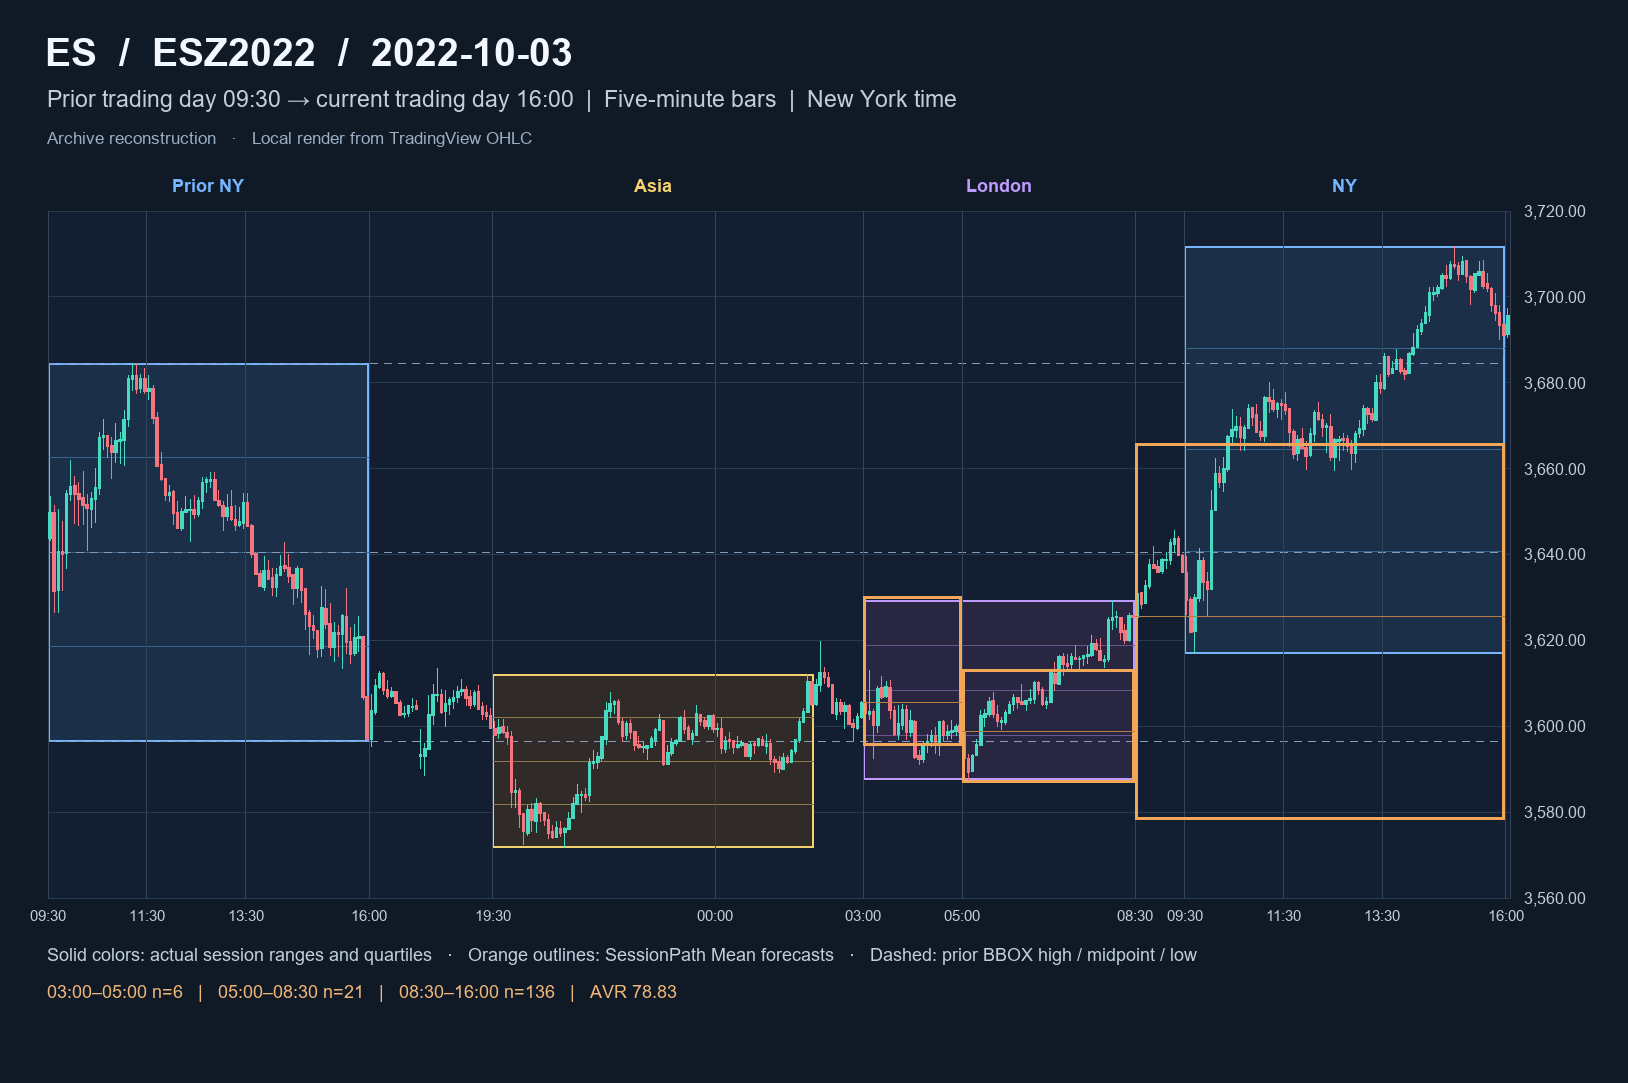 ES / ESZ2022 / 2022-10-03
Prior trading day 09:30 → current trading day 16:00 | Five-minute bars | New York time
Archive reconstruction · Local render from TradingView OHLC
Prior NY Asia London NY
3,720.00
3,700.00
3,680.00
3,660.00
3,640.00
3,620.00
3,600.00
3,580.00
3,560.00
09:30 11:30 13:30 16:00 19:30 00:00 03:00 05:00 08:30 09:30 11:30 13:30 16:00
Solid colors: actual session ranges and quartiles · Orange outlines: SessionPath Mean forecasts · Dashed: prior BBOX high / midpoint / low
03:00–05:00 n=6 | 05:00–08:30 n=21 | 08:30–16:00 n=136 | AVR 78.83